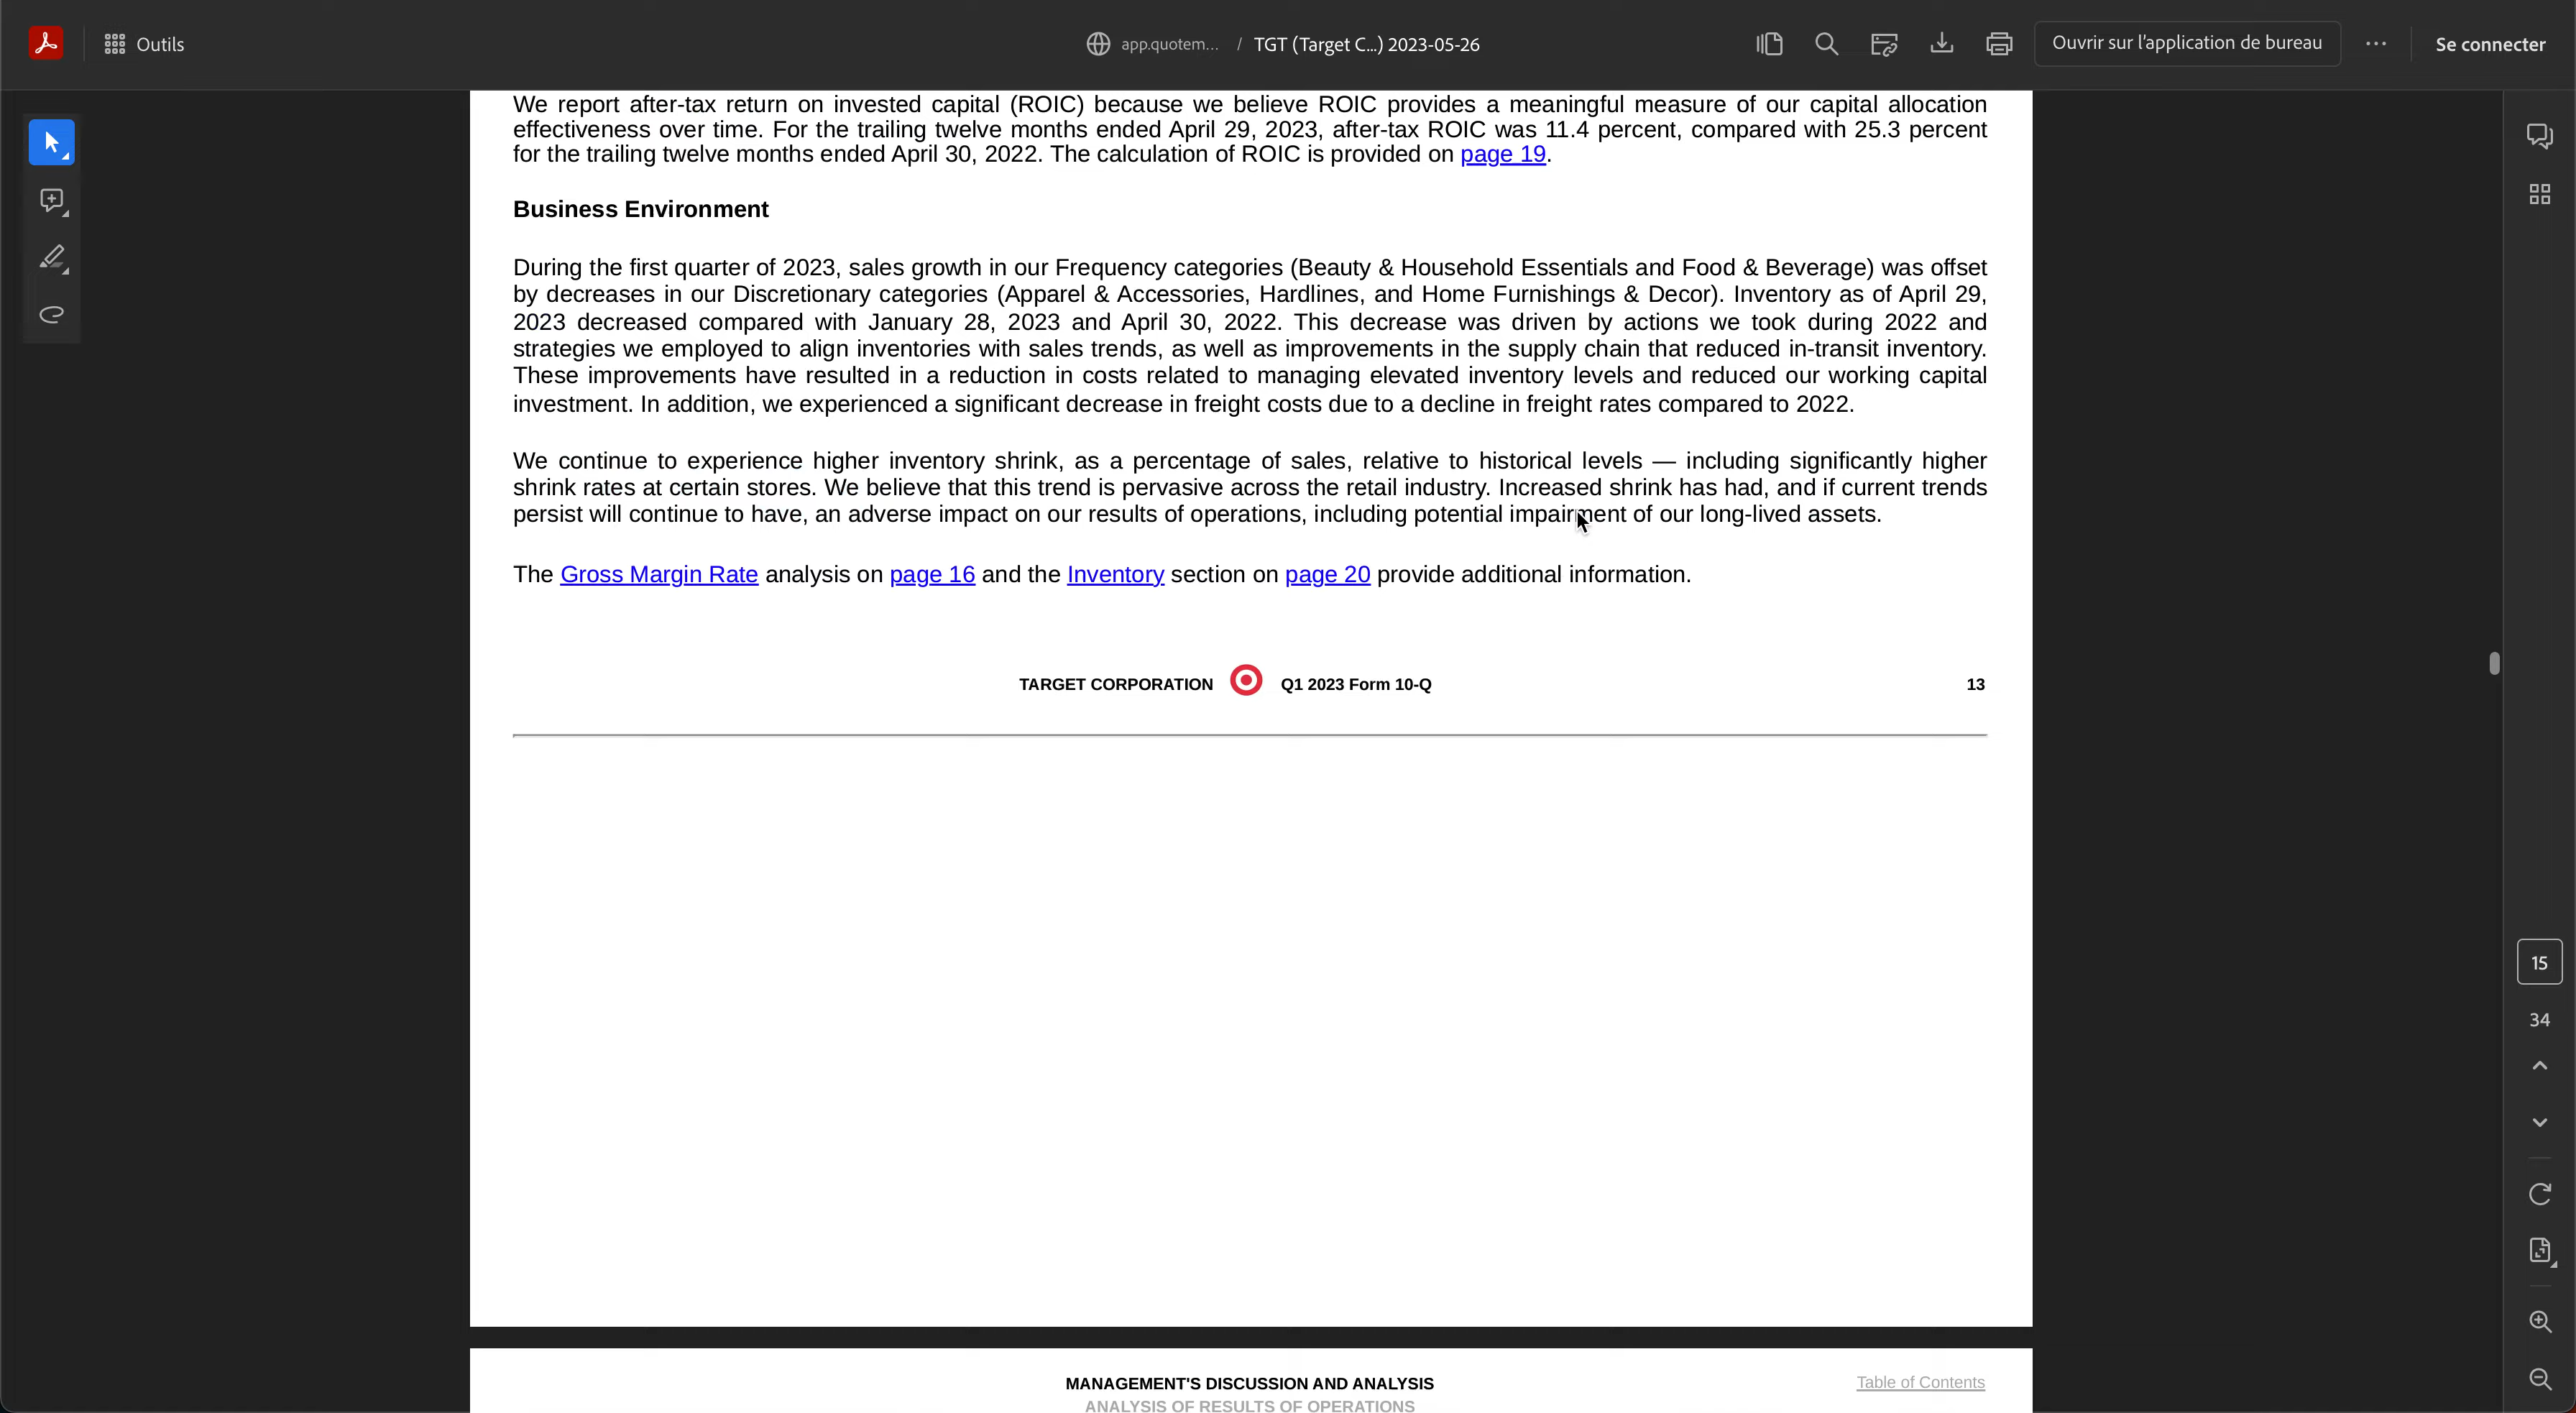 Outils
app.quotem... / TGT (Target C...) 2023-05-26
Ouvrir sur l'application de bureau
Se connecter
We report after-tax return on invested capital (ROIC) because we believe ROIC provides a meaningful measure of our capital allocation
effectiveness over time. For the trailing twelve months ended April 29, 2023, after-tax ROIC was 11.4 percent, compared with 25.3 percent
for the trailing twelve months ended April 30, 2022. The calculation of ROIC is provided on page 19.
Business Environment
During the first quarter of 2023, sales growth in our Frequency categories (Beauty & Household Essentials and Food & Beverage) was offset
by decreases in our Discretionary categories (Apparel & Accessories, Hardlines, and Home Furnishings & Decor). Inventory as of April 29,
2023 decreased compared with January 28, 2023 and April 30, 2022. This decrease was driven by actions we took during 2022 and
strategies we employed to align inventories with sales trends, as well as improvements in the supply chain that reduced in-transit inventory.
These improvements have resulted in a reduction in costs related to managing elevated inventory levels and reduced our working capital
investment. In addition, we experienced a significant decrease in freight costs due to a decline in freight rates compared to 2022.
We continue to experience higher inventory shrink, as a percentage of sales, relative to historical levels — including significantly higher
shrink rates at certain stores. We believe that this trend is pervasive across the retail industry. Increased shrink has had, and if current trends
persist will continue to have, an adverse impact on our results of operations, including potential impairment of our long-lived assets.
The Gross Margin Rate analysis on page 16 and the Inventory section on page 20 provide additional information.
TARGET CORPORATION Q1 2023 Form 10-Q 13
15
34
MANAGEMENT'S DISCUSSION AND ANALYSIS
Table of Contents
ANALYSIS OF RESULTS OF OPERATIONS